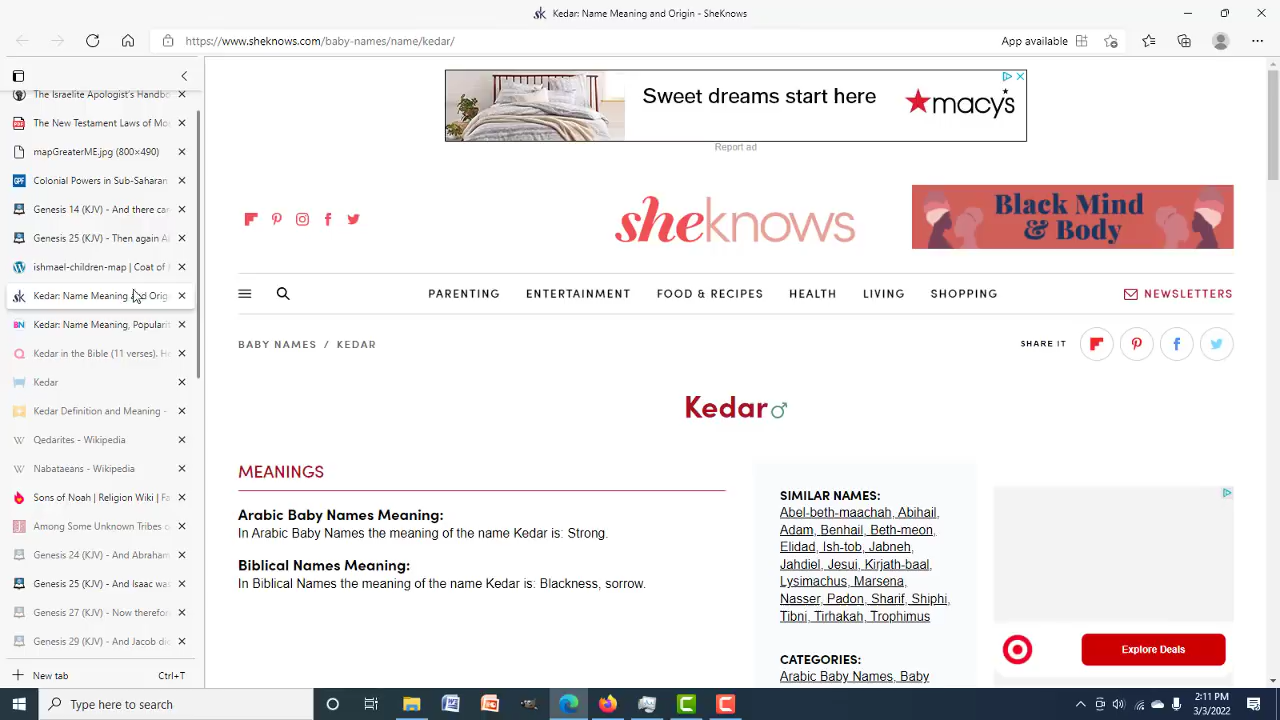 Kedar: Name Meaning and Origin - SheKnows
https://www.sheknows.com/baby-names/name/kedar/
App available
The Israelite Apologist's Handb
The New Testament Laws of Mo
mapGreaterME.jpg (800×490)
Colonial Powers in Sub-Saharan
Genesis 14 (KJV) - And there ca
Genesis 25 (KJV) - Then again A
ishmael-children-map | Coat of
Kedar: Name Meaning and Orig
Kedar: Name Meaning, Populari
Kedar in the Bible (11 verses). H
Kedar
Kedar Definition and Meaning -
Qedarites - Wikipedia
Nabataeans - Wikipedia
Sons of Noah | Religion Wiki | Fa
Among Some Unknown Tribes o
Genesis 24 (KJV) - And Abraham
Genesis 25 (KJV) - And Isaac was
Genesis 27 (KJV) - Now therefor
Genesis 29 (KJV) - And Jacob di
New tab Ctrl+T
Sweet dreams start here
macys
Report ad
sheknows
Black Mind
& Body
PARENTING ENTERTAINMENT FOOD & RECIPES HEALTH LIVING SHOPPING NEWSLETTERS
BABY NAMES / KEDAR
SHARE IT
Kedar
MEANINGS
Arabic Baby Names Meaning:
In Arabic Baby Names the meaning of the name Kedar is: Strong.
Biblical Names Meaning:
In Biblical Names the meaning of the name Kedar is: Blackness, sorrow.
SIMILAR NAMES:
Abel-beth-maachah, Abihail,
Adam, Benhail, Beth-meon,
Elidad, Ish-tob, Jabneh,
Jahdiel, Jesui, Kirjath-baal,
Lysimachus, Marsena,
Nasser, Padon, Sharif, Shiphi,
Tibni, Tirhakah, Trophimus
CATEGORIES:
Arabic Baby Names, Baby
Explore Deals
Type here to search
2:11 PM
3/3/2022